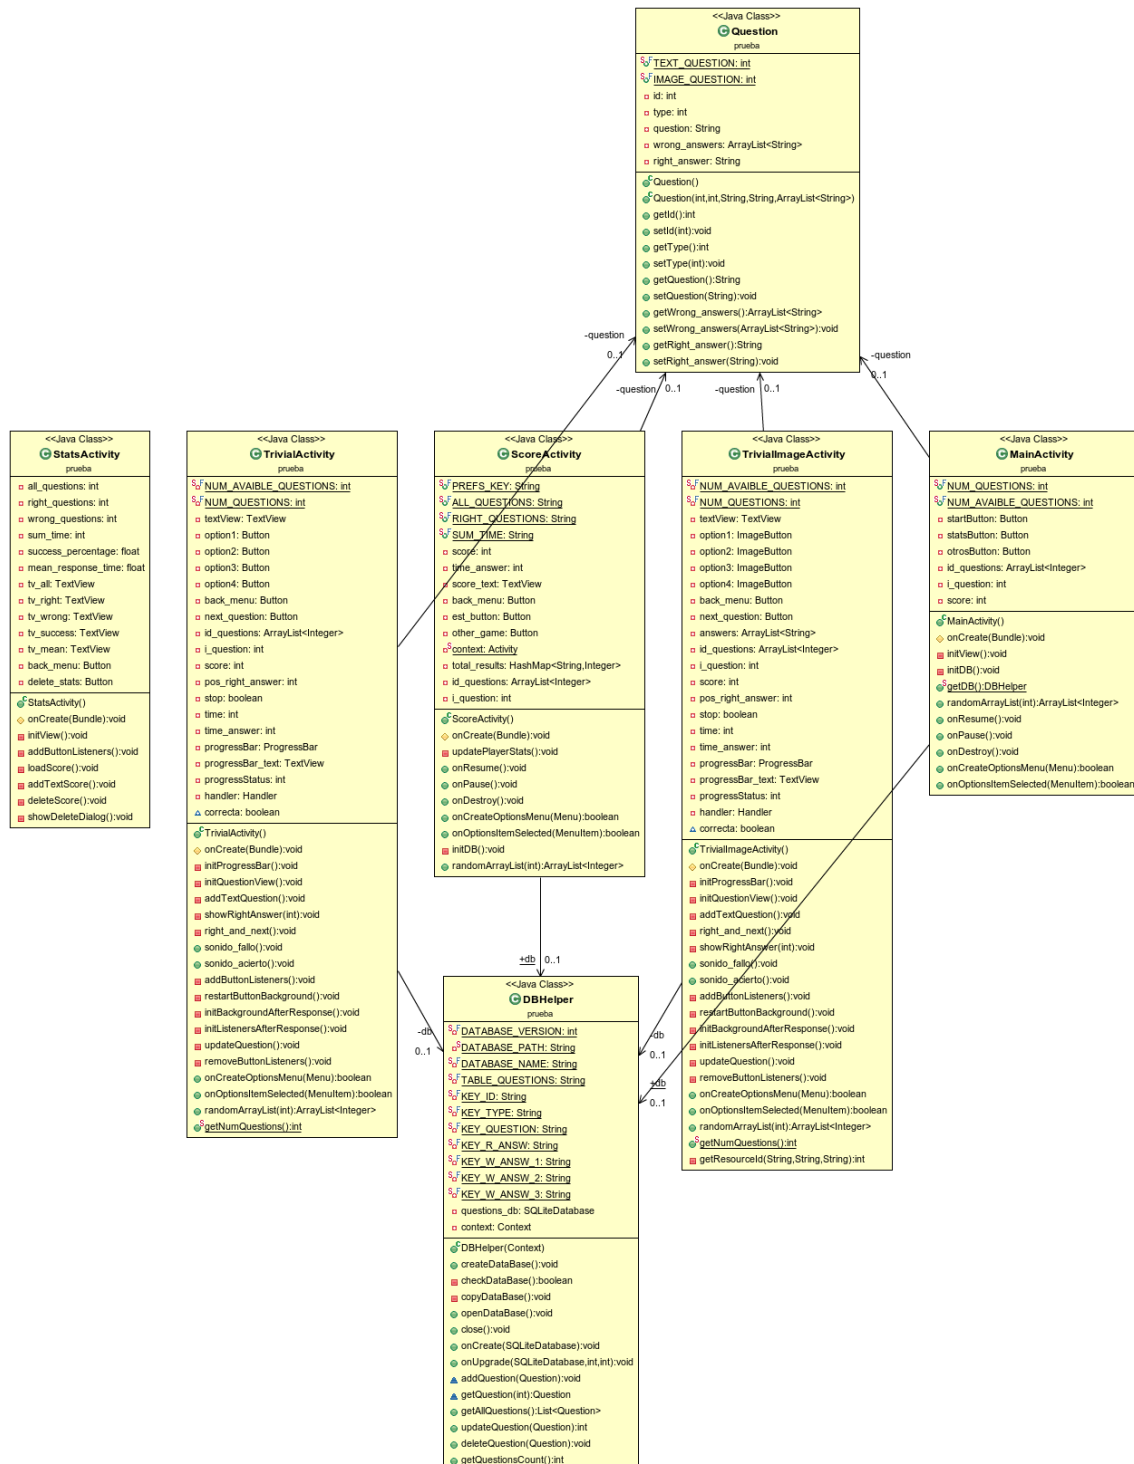 <<Java Class>>
Question
prueba
TEXT_QUESTION: int
IMAGE_QUESTION: int
id: int
type: int
question: String
wrong_answers: ArrayList<String>
right_answer: String
Question()
Question(int,int,String,String,ArrayList<String>)
getId():int
setId(int):void
getType():int
setType(int):void
getQuestion():String
setQuestion(String):void
getWrong_answers():ArrayList<String>
setWrong_answers(ArrayList<String>):void
getRight_answer():String
setRight_answer(String):void
-question
0..1
-question
0..1
-question
0..1
-question
0..1
<<Java Class>>
StatsActivity
prueba
all_questions: int
right_questions: int
wrong_questions: int
sum_time: int
success_percentage: float
mean_response_time: float
tv_all: TextView
tv_right: TextView
tv_wrong: TextView
tv_success: TextView
tv_mean: TextView
back_menu: Button
delete_stats: Button
StatsActivity()
onCreate(Bundle):void
initView():void
addButtonListeners():void
loadScore():void
addTextScore():void
deleteScore():void
showDeleteDialog():void
<<Java Class>>
TrivialActivity
prueba
NUM_AVAIBLE_QUESTIONS: int
NUM_QUESTIONS: int
textView: TextView
option1: Button
option2: Button
option3: Button
option4: Button
back_menu: Button
next_question: Button
id_questions: ArrayList<Integer>
i_question: int
score: int
pos_right_answer: int
stop: boolean
time: int
time_answer: int
progressBar: ProgressBar
progressBar_text: TextView
progressStatus: int
handler: Handler
correcta: boolean
TrivialActivity()
onCreate(Bundle):void
initProgressBar():void
initQuestionView():void
addTextQuestion():void
showRightAnswer(int):void
right_and_next():void
sonido_fallo():void
sonido_acierto():void
addButtonListeners():void
restartButtonBackground():void
initBackgroundAfterResponse():void
initListenersAfterResponse():void
updateQuestion():void
removeButtonListeners():void
onCreateOptionsMenu(Menu):boolean
onOptionsItemSelected(MenuItem):boolean
randomArrayList(int):ArrayList<Integer>
getNumQuestions():int
<<Java Class>>
ScoreActivity
prueba
PREFS_KEY: String
ALL_QUESTIONS: String
RIGHT_QUESTIONS: String
SUM_TIME: String
score: int
time_answer: int
score_text: TextView
back_menu: Button
est_button: Button
other_game: Button
context: Activity
total_results: HashMap<String,Integer>
id_questions: ArrayList<Integer>
i_question: int
ScoreActivity()
onCreate(Bundle):void
updatePlayerStats():void
onResume():void
onPause():void
onDestroy():void
onCreateOptionsMenu(Menu):boolean
onOptionsItemSelected(MenuItem):boolean
initDB():void
randomArrayList(int):ArrayList<Integer>
<<Java Class>>
TrivialImageActivity
prueba
NUM_AVAIBLE_QUESTIONS: int
NUM_QUESTIONS: int
textView: TextView
option1: ImageButton
option2: ImageButton
option3: ImageButton
option4: ImageButton
back_menu: Button
next_question: Button
answers: ArrayList<String>
id_questions: ArrayList<Integer>
i_question: int
score: int
pos_right_answer: int
stop: boolean
time: int
time_answer: int
progressBar: ProgressBar
progressBar_text: TextView
progressStatus: int
handler: Handler
correcta: boolean
TrivialImageActivity()
onCreate(Bundle):void
initProgressBar():void
initQuestionView():void
addTextQuestion():void
right_and_next():void
showRightAnswer(int):void
sonido_fallo():void
sonido_acierto():void
addButtonListeners():void
restartButtonBackground():void
initBackgroundAfterResponse():void
initListenersAfterResponse():void
updateQuestion():void
removeButtonListeners():void
onCreateOptionsMenu(Menu):boolean
onOptionsItemSelected(MenuItem):boolean
randomArrayList(int):ArrayList<Integer>
getNumQuestions():int
getResourceId(String,String,String):int
<<Java Class>>
MainActivity
prueba
NUM_QUESTIONS: int
NUM_AVAIBLE_QUESTIONS: int
startButton: Button
statsButton: Button
otrosButton: Button
id_questions: ArrayList<Integer>
i_question: int
score: int
MainActivity()
onCreate(Bundle):void
initView():void
initDB():void
getDB():DBHelper
randomArrayList(int):ArrayList<Integer>
onResume():void
onPause():void
onDestroy():void
onCreateOptionsMenu(Menu):boolean
onOptionsItemSelected(MenuItem):boolean
-db
0..1
+db
0..1
-db
0..1
+db
0..1
<<Java Class>>
DBHelper
prueba
DATABASE_VERSION: int
DATABASE_PATH: String
DATABASE_NAME: String
TABLE_QUESTIONS: String
KEY_ID: String
KEY_TYPE: String
KEY_QUESTION: String
KEY_R_ANSW: String
KEY_W_ANSW_1: String
KEY_W_ANSW_2: String
KEY_W_ANSW_3: String
questions_db: SQLiteDatabase
context: Context
DBHelper(Context)
createDataBase():void
checkDataBase():boolean
copyDataBase():void
openDataBase():void
close():void
onCreate(SQLiteDatabase):void
onUpgrade(SQLiteDatabase,int,int):void
addQuestion(Question):void
getQuestion(int):Question
getAllQuestions():List<Question>
updateQuestion(Question):int
deleteQuestion(Question):void
getQuestionsCount():int